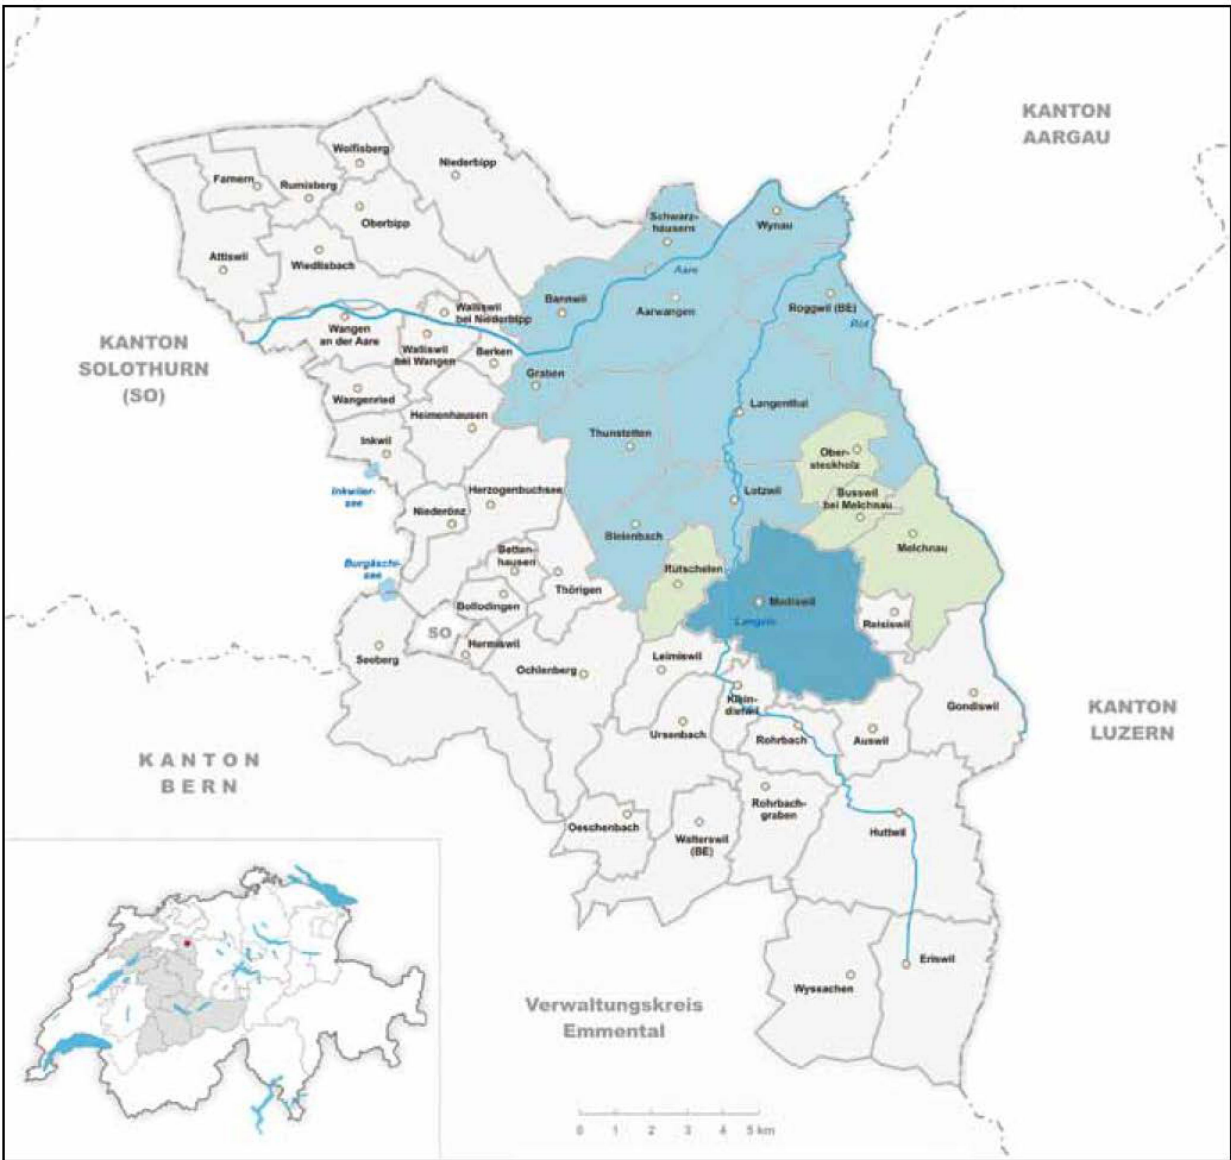 KANTON
AARGAU
Wolfisberg
Niederbipp
Farnern
Rumisberg
Oberbipp
Schwarz-
häusern
Wynau
Attiswil
Wiedlisbach
Aare
Bannwil
Aarwangen
Roggwil (BE)
Rot
Walliswil
bei Niederbipp
Wangen
an der Aare
Walliswil
bei Wangen
Berken
KANTON
SOLOTHURN
(SO)
Graben
Wangenried
Heimenhausen
Langenthal
Thunstetten
Inkwil
Ober-
steckholz
Inkwiler-
see
Herzogenbuchsee
Lotzwil
Busswil
bei Melchnau
Niederönz
Bleienbach
Melchnau
Betten-
hausen
Burgäschi-
see
Rütschelen
Thörigen
Bollodingen
Madiswil
Langete
Reisiswil
SO
Hermiswil
Seeberg
Ochlenberg
Leimiswil
Klein-
dietwil
Gondiswil
KANTON
LUZERN
Ursenbach
Rohrbach
Auswil
KANTON
BERN
Rohrbach-
graben
Oeschenbach
Walterswil
(BE)
Huttwil
Eriswil
Wyssachen
Verwaltungskreis
Emmental
0 1 2 3 4 5 km